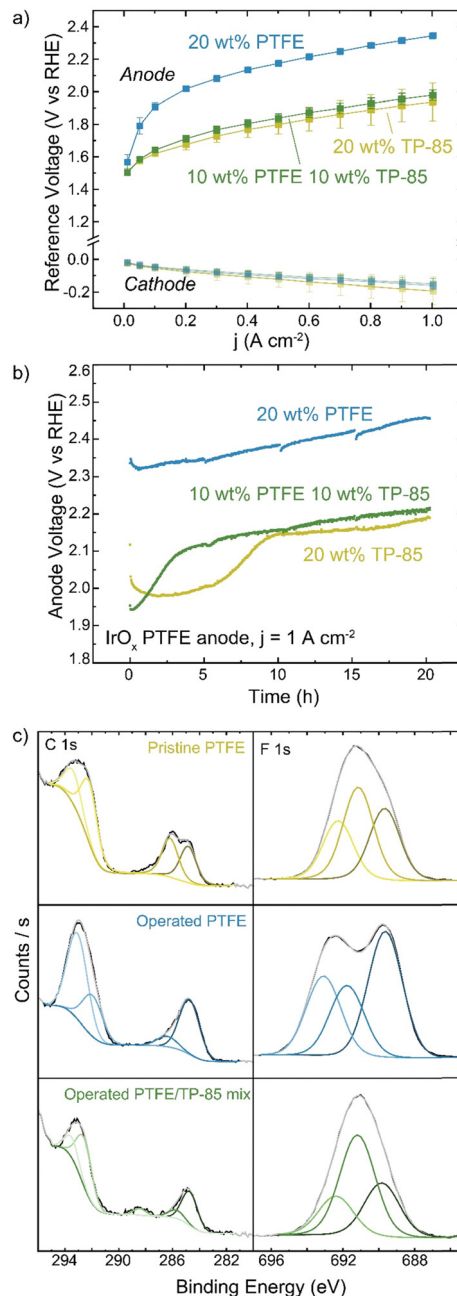 a)
20 wt% PTFE
Anode
20 wt% TP-85
10 wt% PTFE 10 wt% TP-85
Cathode
Reference Voltage (V vs RHE)
2.4
2.2
2.0
1.8
1.6
1.4
1.2
0.0
-0.2
0.0 0.2 0.4 0.6 0.8 1.0
j (A cm-2)
b)
20 wt% PTFE
10 wt% PTFE 10 wt% TP-85
20 wt% TP-85
IrOx PTFE anode, j = 1 A cm-2
Anode Voltage (V vs RHE)
2.6
2.5
2.4
2.3
2.2
2.1
2.0
1.9
1.8
0 5 10 15 20
Time (h)
c)
C 1s
F 1s
Pristine PTFE
Operated PTFE
Operated PTFE/TP-85 mix
Counts / s
294 290 286 282 696 692 688
Binding Energy (eV)